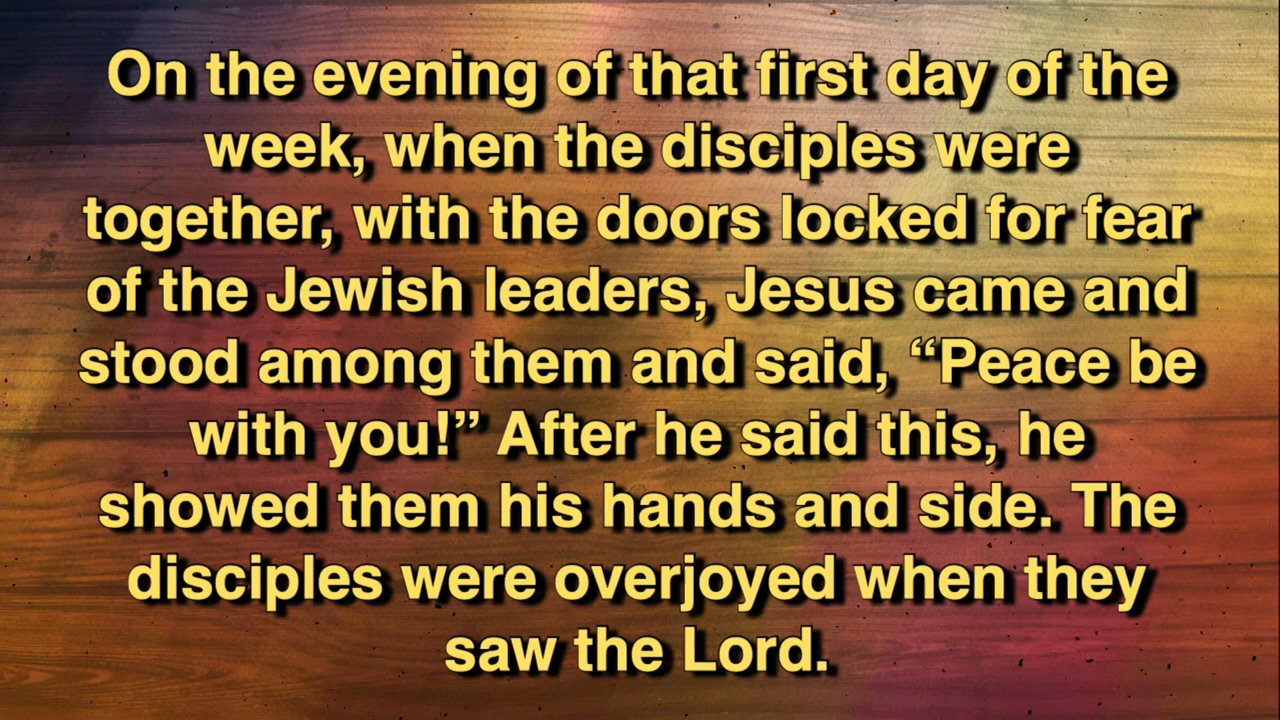 On the evening of that first day of the
week, when the disciples were
together, with the doors locked for fear
of the Jewish leaders, Jesus came and
stood among them and said, “Peace be
with you!” After he said this, he
showed them his hands and side. The
disciples were overjoyed when they
saw the Lord.